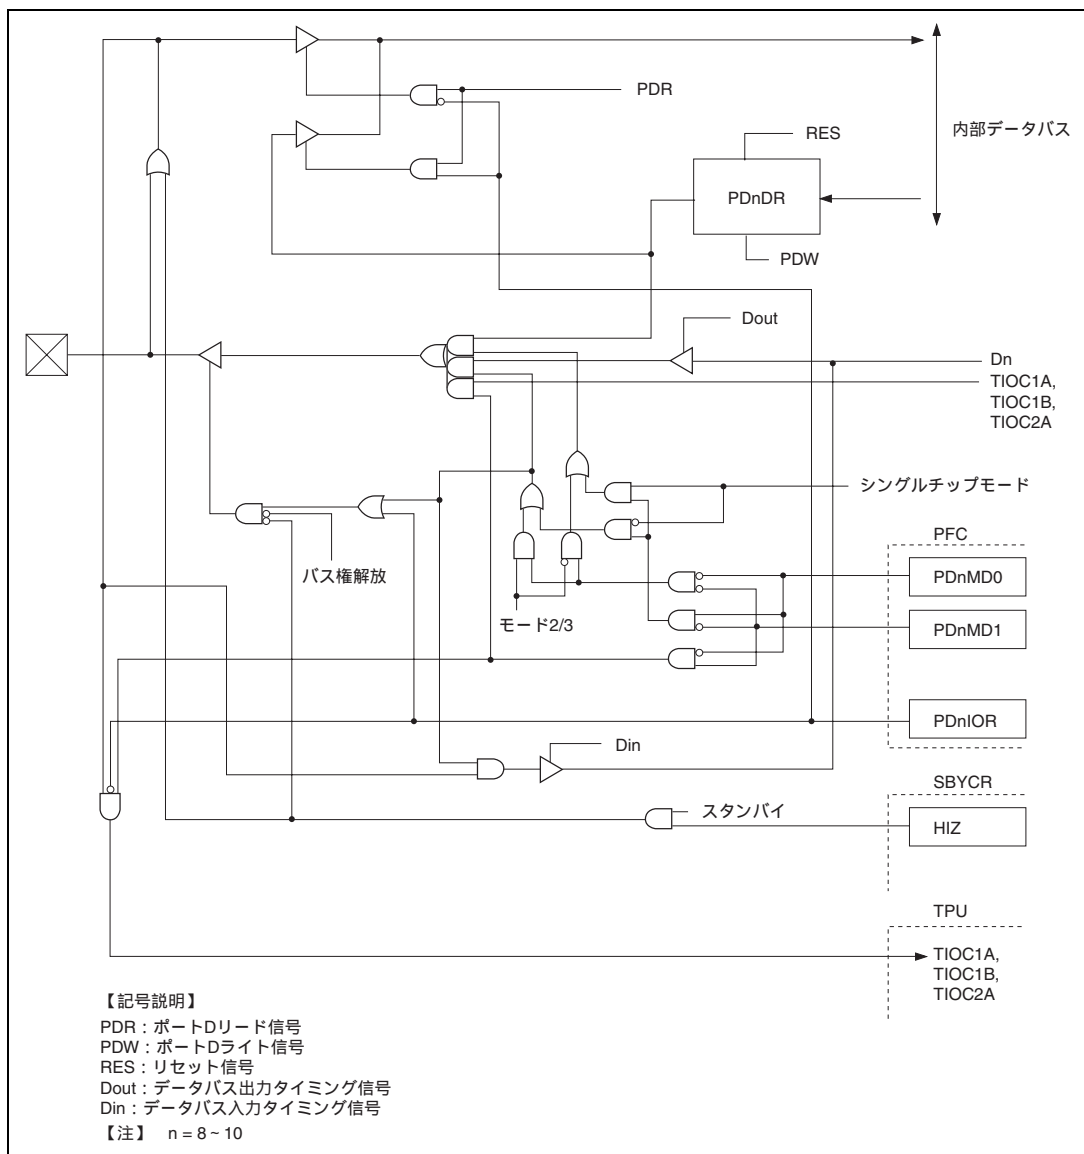 PDR
内部データバス
RES
PDnDR
PDW
Dout
Dn
TIOC1A,
TIOC1B,
TIOC2A
シングルチップモード
バス権解放
モード2/3
PFC
PDnMD0
PDnMD1
PDnIOR
Din
SBYCR
スタンバイ
HIZ
TPU
TIOC1A,
TIOC1B,
TIOC2A
【記号説明】
PDR：ポートDリード信号
PDW：ポートDライト信号
RES：リセット信号
Dout：データバス出力タイミング信号
Din：データバス入力タイミング信号
【注】 n = 8 ~ 10